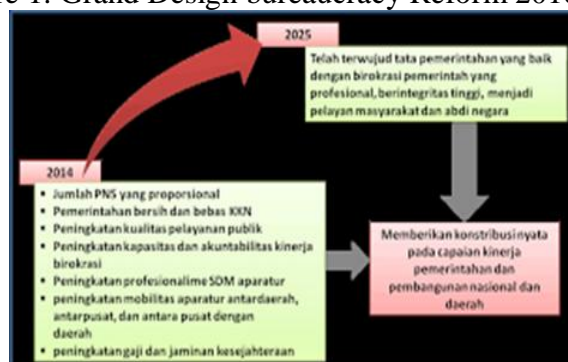 e 1. Grand Design bureaucracy Reform 2010
2025
Telah terwujud tata pemerintahan yang baik
dengan birokrasi pemerintah yang
profesional, berintegritas tinggi, menjadi
pelayan masyarakat dan abdi negara
2014
▪ Jumlah PNS yang proporsional
▪ Pemerintahan bersih dan bebas KKN
▪ Peningkatan kualitas pelayanan publik
▪ Peningkatan kapasitas dan akuntabilitas kinerja
birokrasi
▪ Peningkatan profesionalime SDM aparatur
▪ peningkatan mobilitas aparatur antardaerah,
antarpusat, dan antara pusat dengan
daerah
▪ peningkatan gaji dan jaminan kesejahteraan
Memberikan konstribusi nyata
pada capaian kinerja
pemerintahan dan
pembangunan nasional dan
daerah